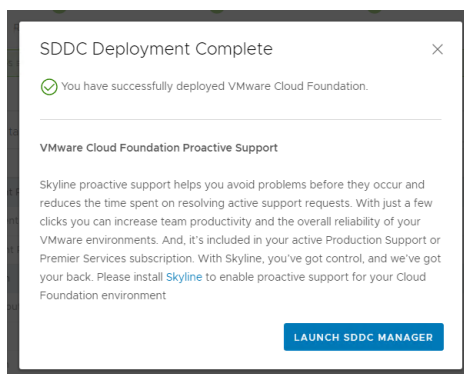 SDDC Deployment Complete
You have successfully deployed VMware Cloud Foundation.
VMware Cloud Foundation Proactive Support
Skyline proactive support helps you avoid problems before they occur and
reduces the time spent on resolving active support requests. With just a few
clicks you can increase team productivity and the overall reliability of your
VMware environments. And, it's included in your active Production Support or
Premier Services subscription. With Skyline, you've got control, and we've got
your back. Please install Skyline to enable proactive support for your Cloud
Foundation environment
LAUNCH SDDC MANAGER